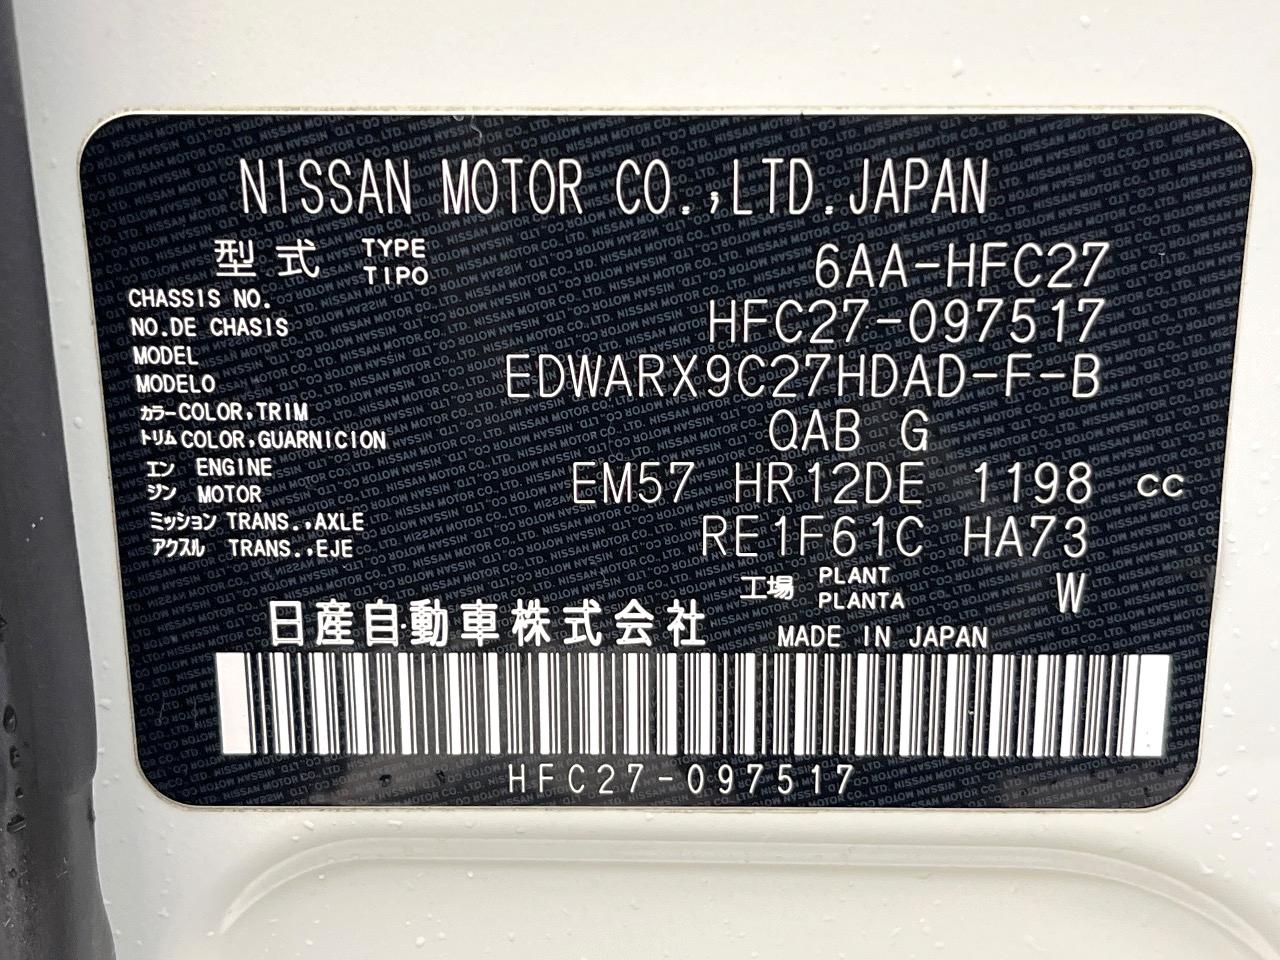 NISSAN MOTOR CO.,LTD.JAPAN
型式 TYPE TIPO 6AA-HFC27
CHASSIS NO.
NO.DE CHASIS HFC27-097517
MODEL
MODELO EDWARX9C27HDAD-F-B
カラー COLOR,TRIM
トリム COLOR,GUARNICION QAB G
エン ENGINE
ジン MOTOR EM57 HR12DE 1198 cc
ミッション TRANS.,AXLE
アクスル TRANS.,EJE RE1F61C HA73
工場 PLANT PLANTA W
日産自動車株式会社 MADE IN JAPAN
HFC27-097517